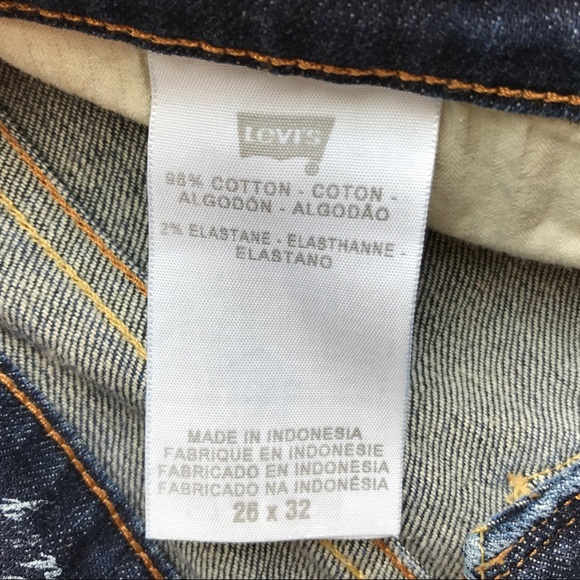 LEVI'S
98% COTTON - COTON -
ALGODÓN - ALGODÃO
2% ELASTANE - ELASTHANNE -
ELASTANO
MADE IN INDONESIA
FABRIQUE EN INDONÉSIE
FABRICADO EN INDONESIA
FABRICADO NA INDONÉSIA
26 x 32